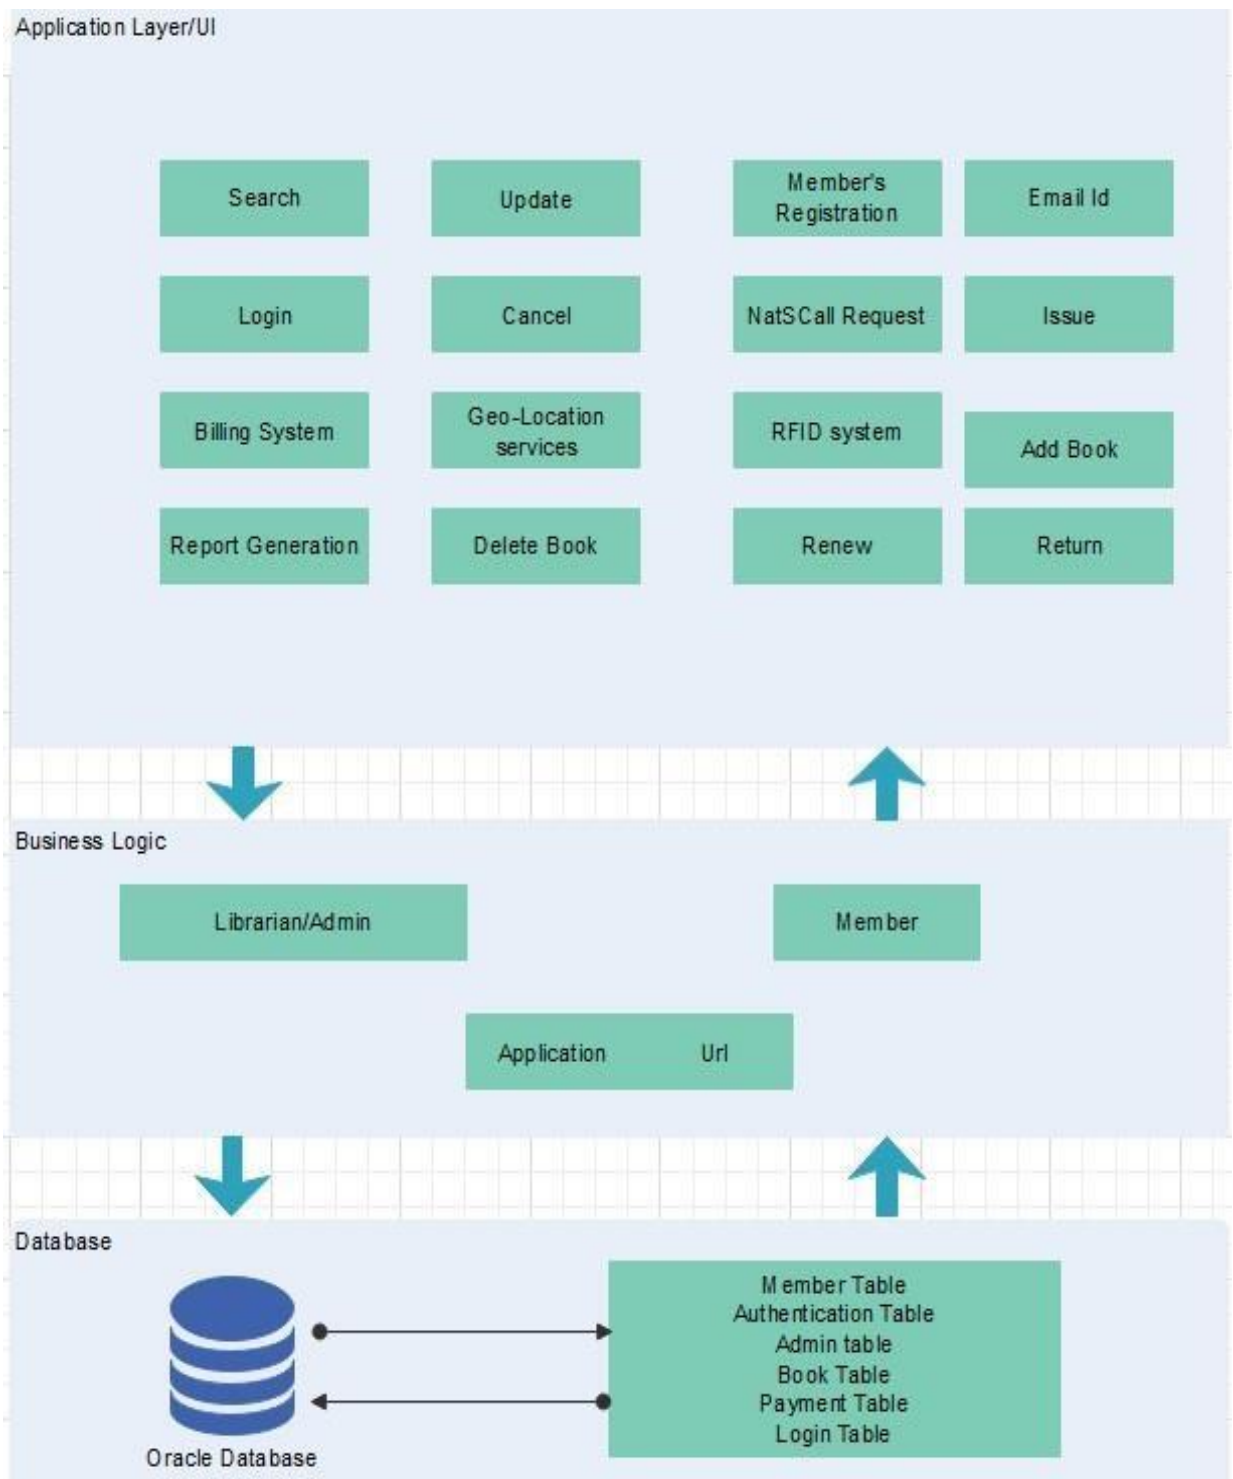 Application Layer/UI
Search
Update
Member's
Registration
Email Id
Login
Cancel
NatSCall Request
Issue
Billing System
Geo-Location
services
RFID system
Add Book
Report Generation
Delete Book
Renew
Return
Business Logic
Librarian/Admin
Member
Application Url
Database
Member Table
Authentication Table
Admin table
Book Table
Payment Table
Login Table
Oracle Database